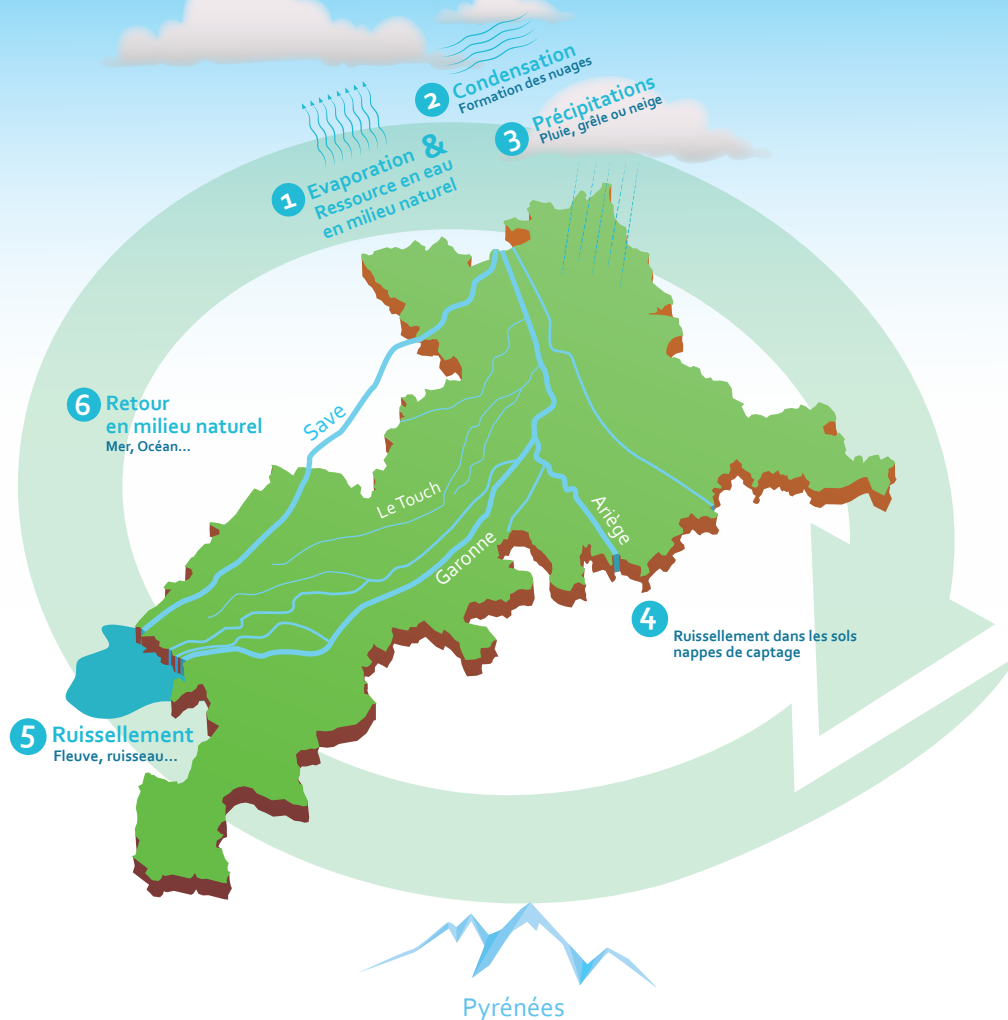 2 Condensation
Formation des nuages
3 Précipitations
Pluie, grêle ou neige
1 Evaporation &
Ressource en eau
en milieu naturel
6 Retour
en milieu naturel
Mer, Océan...
Save
Le Touch
Garonne
Ariège
4
Ruissellement dans les sols
nappes de captage
5 Ruissellement
Fleuve, ruisseau...
Pyrénées